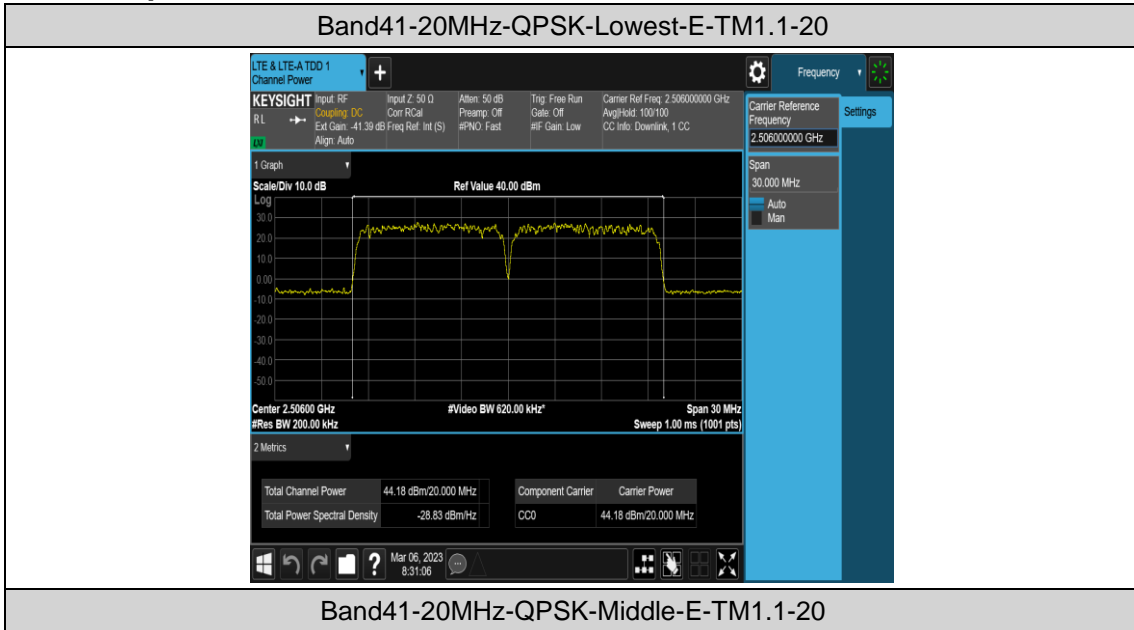 Band41-20MHz-QPSK-Lowest-E-TM1.1-20
LTE & LTE-A TDD 1
Channel Power
Frequency
KEYSIGHT
RL
Input: RF
Coupling: DC
Ext Gain: -41.39 dB
Align: Auto
Input Z: 50 Ω
Corr RCal
Freq Ref: Int (S)
Atten: 50 dB
Preamp: Off
#PNO: Fast
Trig: Free Run
Gate: Off
#IF Gain: Low
Carrier Ref Freq: 2.506000000 GHz
Avg|Hold: 100/100
CC Info: Downlink, 1 CC
Carrier Reference
Frequency
2.506000000 GHz
Settings
Span
30.000 MHz
Auto
Man
1 Graph
Scale/Div 10.0 dB
Ref Value 40.00 dBm
Log
30.0
20.0
10.0
0.00
-10.0
-20.0
-30.0
-40.0
-50.0
Center 2.50600 GHz
#Video BW 620.00 kHz*
Span 30 MHz
#Res BW 200.00 kHz
Sweep 1.00 ms (1001 pts)
2 Metrics
Total Channel Power 44.18 dBm/20.000 MHz
Total Power Spectral Density -28.83 dBm/Hz
Component Carrier Carrier Power
CC0 44.18 dBm/20.000 MHz
?
Mar 06, 2023
8:31:06
Band41-20MHz-QPSK-Middle-E-TM1.1-20